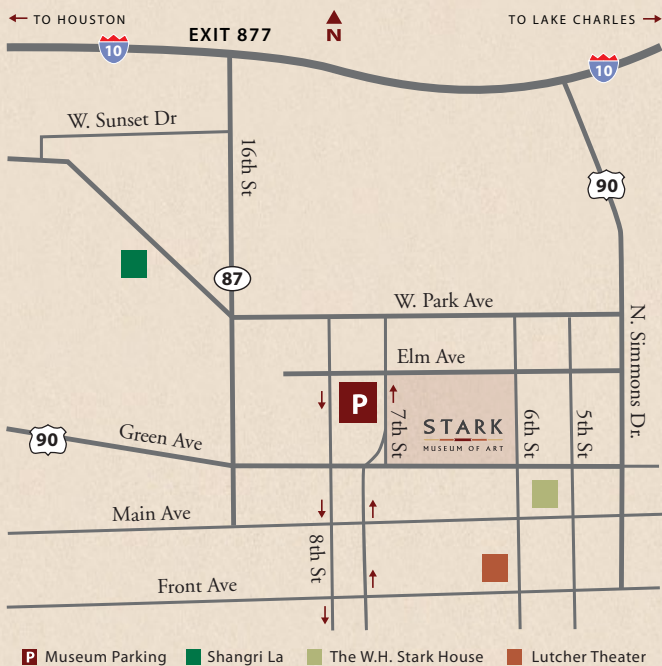 TO HOUSTON
N
TO LAKE CHARLES
EXIT 877
10
10
W. Sunset Dr
16th St
90
87
W. Park Ave
N. Simmons Dr.
Elm Ave
P
7th St
STARK
MUSEUM OF ART
6th St
5th St
90
Green Ave
Main Ave
8th St
Front Ave
P Museum Parking
Shangri La
The W.H. Stark House
Lutcher Theater